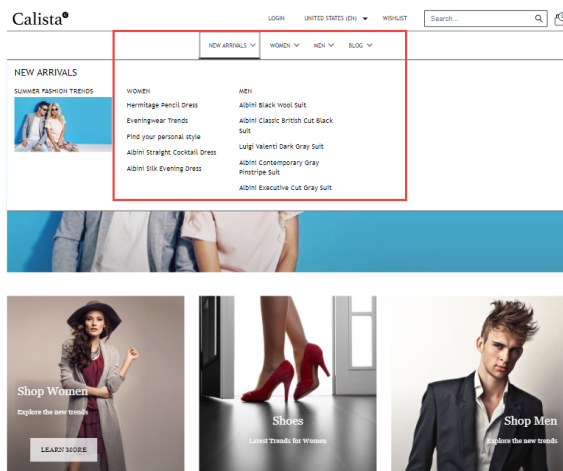 Calista
LOGIN UNITED STATES (EN) WISHLIST Search...
NEW ARRIVALS WOMEN MEN BLOG
NEW ARRIVALS
SUMMER FASHION TRENDS
WOMEN
Hermitage Pencil Dress
Eveningwear Trends
Find your personal style
Albini Straight Cocktail Dress
Albini Silk Evening Dress
MEN
Albini Black Wool Suit
Albini Classic British Cut Black
Suit
Luigi Valenti Dark Gray Suit
Albini Contemporary Gray
Pinstripe Suit
Albini Executive Cut Gray Suit
Shop Women
Explore the new trends
LEARN MORE
Shoes
Latest Trends for Women
Shop Men
Explore the new trends